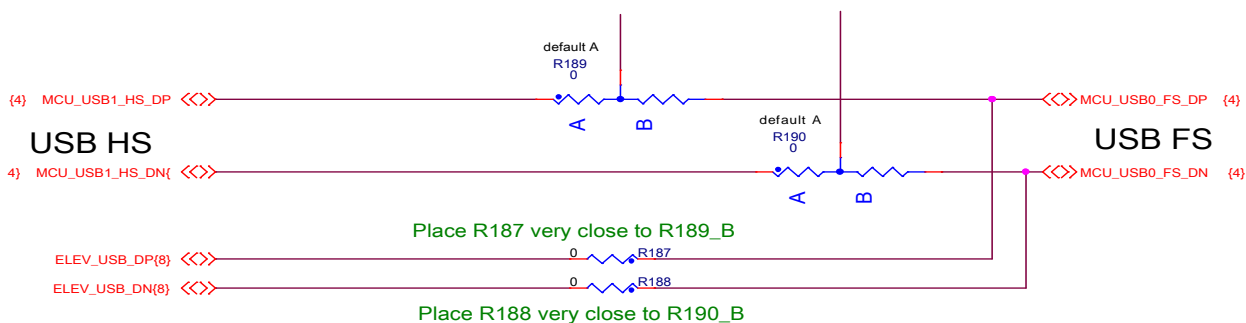 default A
R189
0
{4} MCU_USB1_HS_DP
MCU_USB0_FS_DP {4}
A B
default A
R190
0
USB HS
USB FS
4} MCU_USB1_HS_DN{
MCU_USB0_FS_DN {4}
A B
Place R187 very close to R189_B
ELEV_USB_DP{8}
0 R187
ELEV_USB_DN{8}
0 R188
Place R188 very close to R190_B